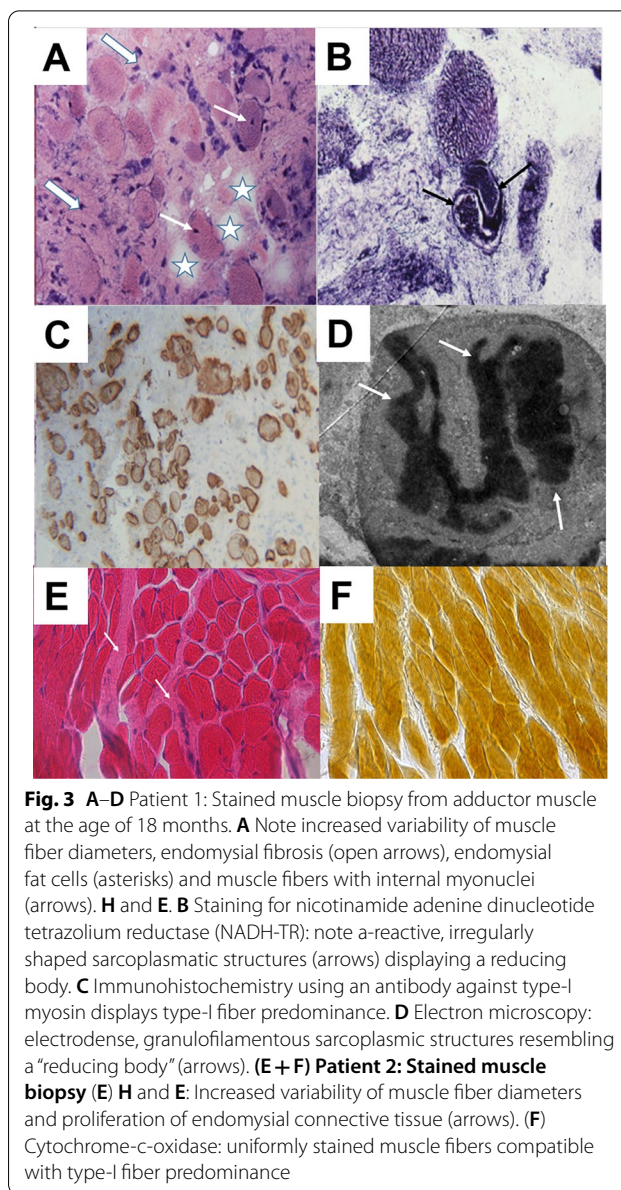 A
B
C
D
E
F
Fig. 3 A–D Patient 1: Stained muscle biopsy from adductor muscle
at the age of 18 months. A Note increased variability of muscle
fiber diameters, endomysial fibrosis (open arrows), endomysial
fat cells (asterisks) and muscle fibers with internal myonuclei
(arrows). H and E. B Staining for nicotinamide adenine dinucleotide
tetrazolium reductase (NADH-TR): note a-reactive, irregularly
shaped sarcoplasmatic structures (arrows) displaying a reducing
body. C Immunohistochemistry using an antibody against type-I
myosin displays type-I fiber predominance. D Electron microscopy:
electrodense, granulofilamentous sarcoplasmic structures resembling
a “reducing body” (arrows). (E + F) Patient 2: Stained muscle
biopsy (E) H and E: Increased variability of muscle fiber diameters
and proliferation of endomysial connective tissue (arrows). (F)
Cytochrome-c-oxidase: uniformly stained muscle fibers compatible
with type-I fiber predominance